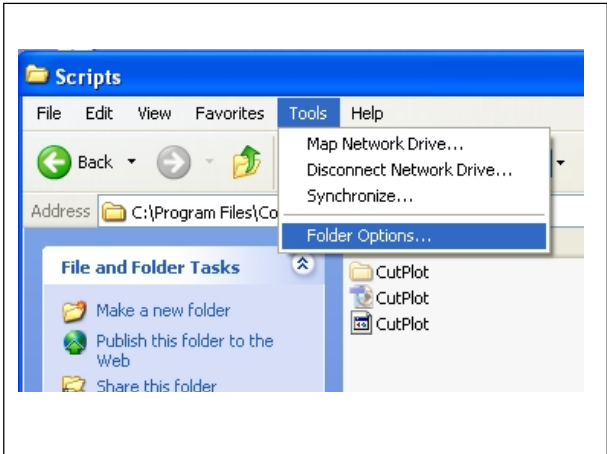 Scripts
File Edit View Favorites Tools Help
Map Network Drive...
Disconnect Network Drive...
Synchronize...
Folder Options...
Back
Address C:\Program Files\Co
File and Folder Tasks
Make a new folder
Publish this folder to the
Web
Share this folder
CutPlot
CutPlot
CutPlot